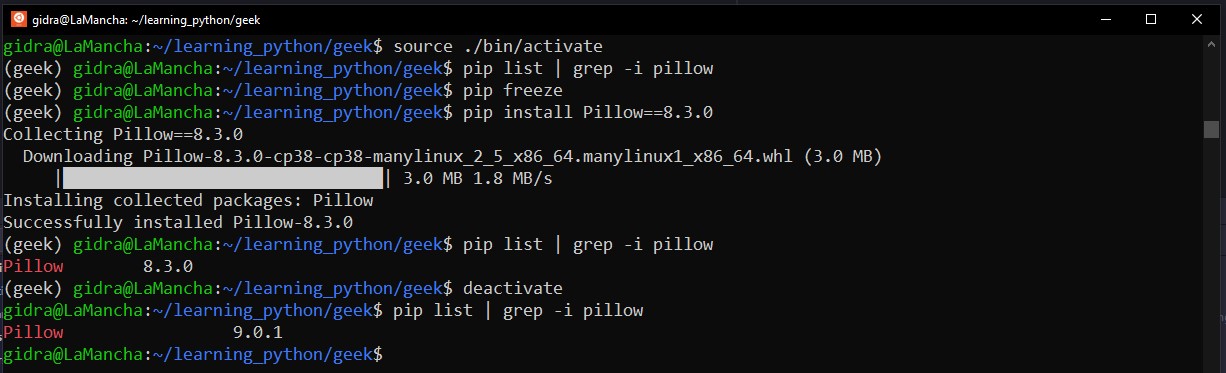 gidra@LaMancha: ~/learning_python/geek
gidra@LaMancha:~/learning_python/geek$ source ./bin/activate
(geek) gidra@LaMancha:~/learning_python/geek$ pip list | grep -i pillow
(geek) gidra@LaMancha:~/learning_python/geek$ pip freeze
(geek) gidra@LaMancha:~/learning_python/geek$ pip install Pillow==8.3.0
Collecting Pillow==8.3.0
  Downloading Pillow-8.3.0-cp38-cp38-manylinux_2_5_x86_64.manylinux1_x86_64.whl (3.0 MB)
     |████████████████████████████████| 3.0 MB 1.8 MB/s
Installing collected packages: Pillow
Successfully installed Pillow-8.3.0
(geek) gidra@LaMancha:~/learning_python/geek$ pip list | grep -i pillow
Pillow        8.3.0
(geek) gidra@LaMancha:~/learning_python/geek$ deactivate
gidra@LaMancha:~/learning_python/geek$ pip list | grep -i pillow
Pillow                 9.0.1
gidra@LaMancha:~/learning_python/geek$